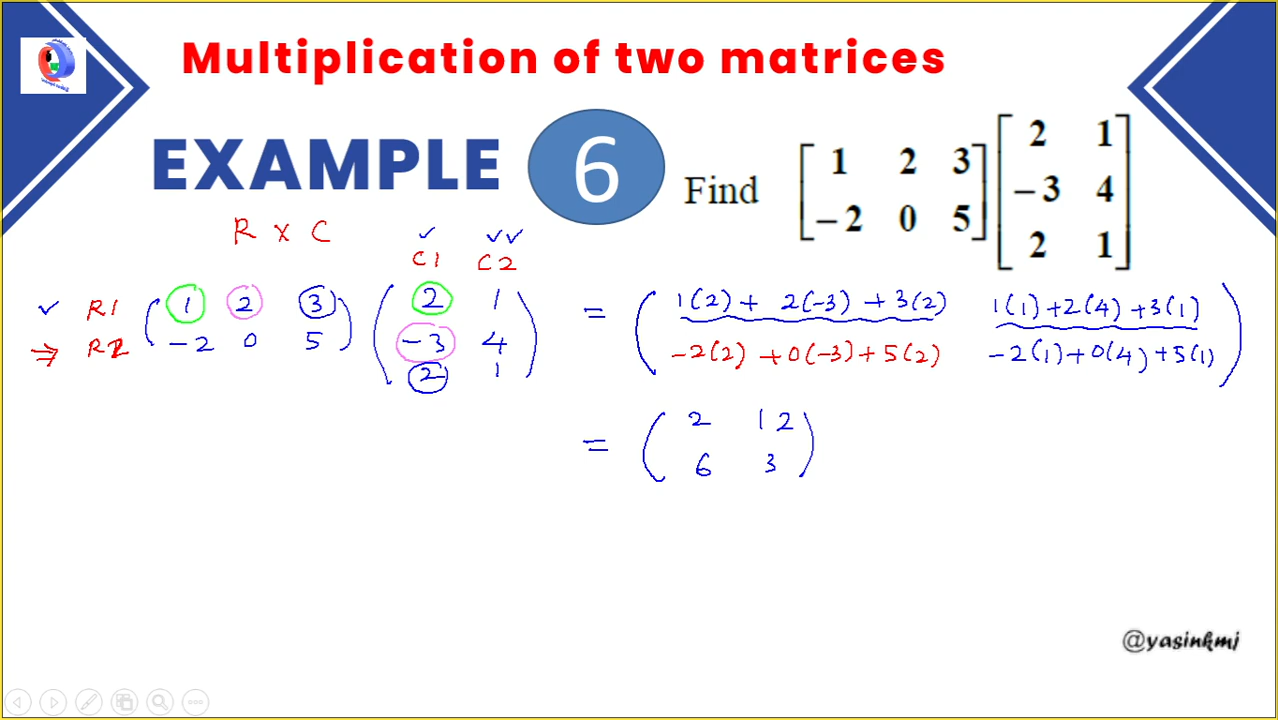 Multiplication of two matrices
EXAMPLE 6 Find [1 2 3 -2 0 5] [2 1 -3 4 2 1]
R x C
C1 C2
R1 (1 2 3) (2 1) = (1(2) + 2(-3) + 3(2) 1(1)+2(4)+3(1))
R2 (-2 0 5) (-3 4) (-2(2) + 0(-3) + 5(2) -2(1)+0(4)+5(1))
2 1
= (2 12
6 3)
@yasinkmj